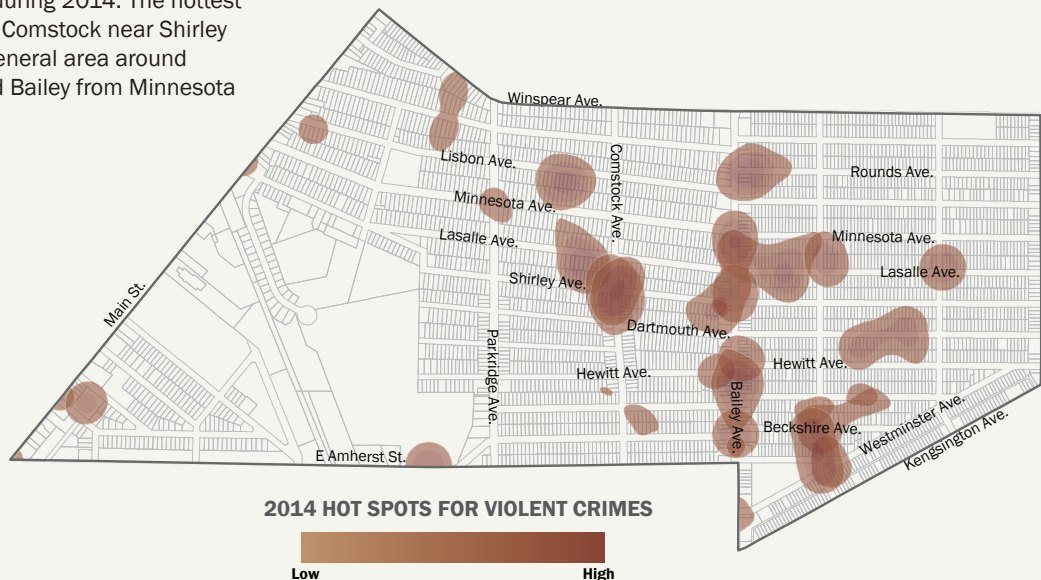 during 2014. The hottest
Comstock near Shirley
eneral area around
d Bailey from Minnesota
Winspear Ave.
Lisbon Ave.
Comstock Ave.
Rounds Ave.
Minnesota Ave.
Lasalle Ave.
Minnesota Ave.
Lasalle Ave.
Shirley Ave.
Main St.
Dartmouth Ave.
Parkridge Ave.
Hewitt Ave.
Hewitt Ave.
Bailey Ave.
Beckshire Ave.
Westminster Ave.
Kengsington Ave.
E Amherst St.
2014 HOT SPOTS FOR VIOLENT CRIMES
Low High